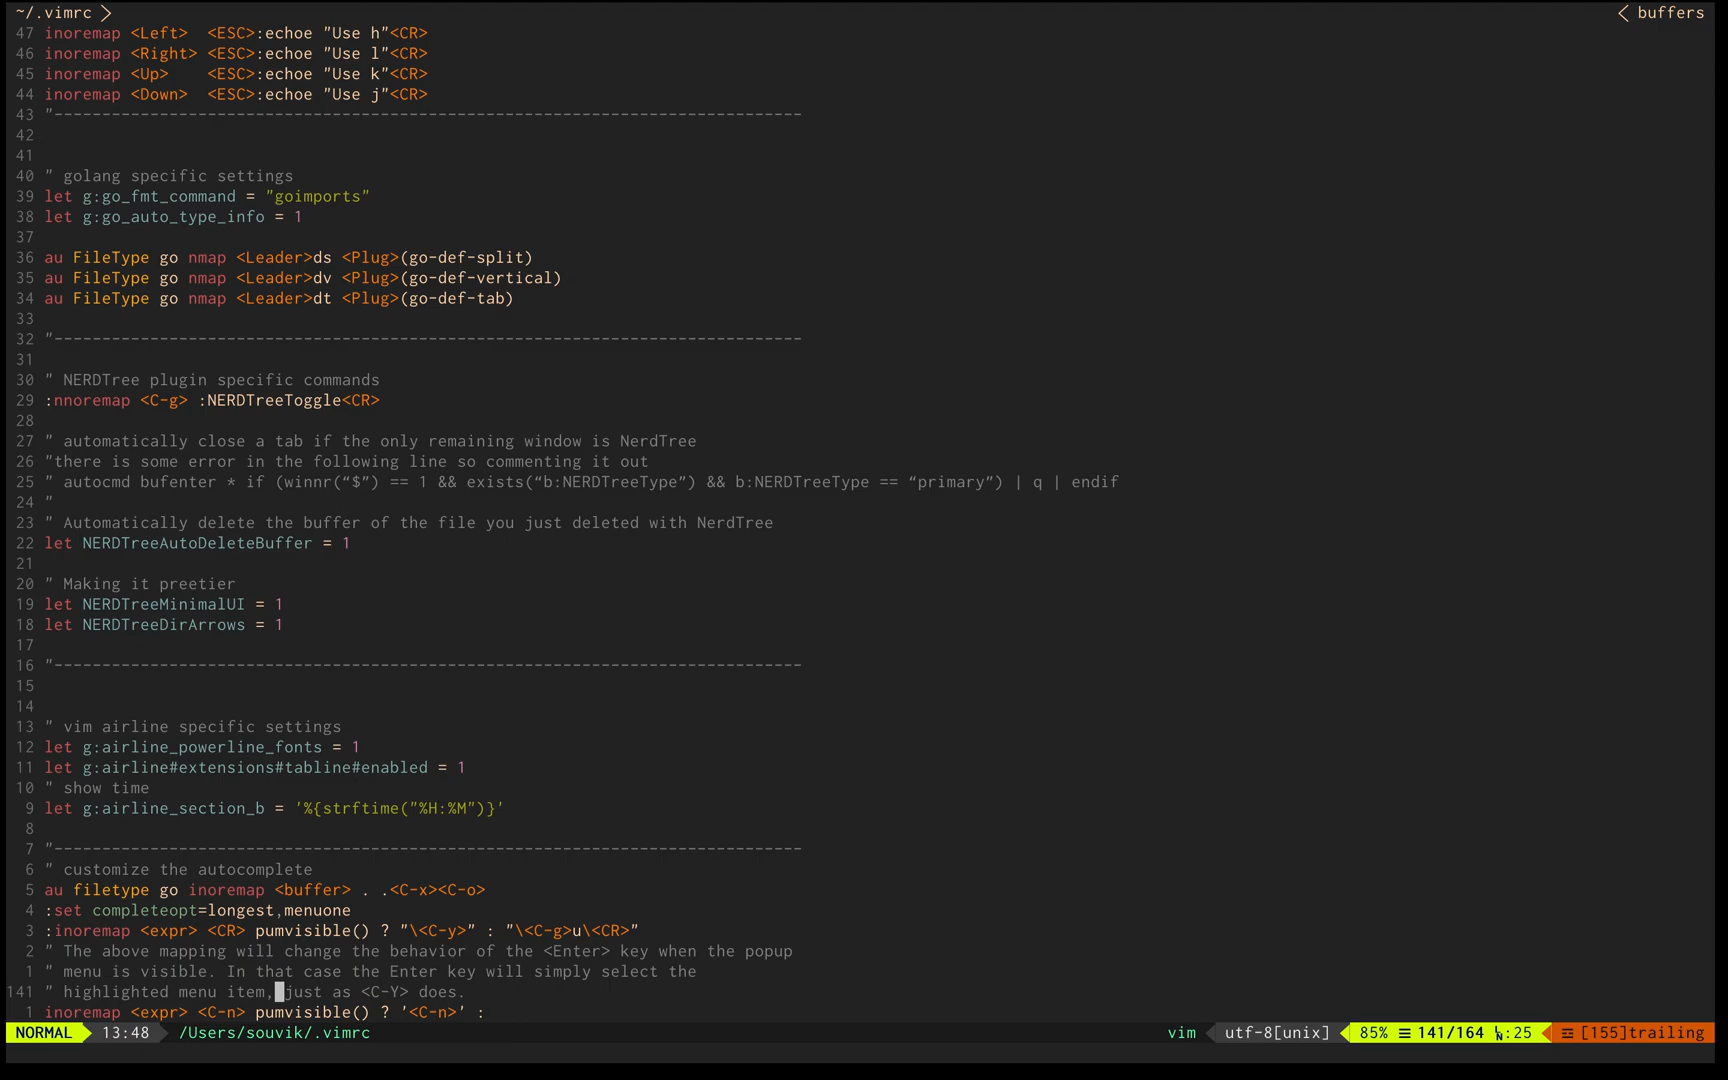 ~/.vimrc
buffers
47 inoremap <Left>  <ESC>:echoe "Use h"<CR>
46 inoremap <Right> <ESC>:echoe "Use l"<CR>
45 inoremap <Up>    <ESC>:echoe "Use k"<CR>
44 inoremap <Down>  <ESC>:echoe "Use j"<CR>
43 "------------------------------------------------------------------------------
42
41
40 " golang specific settings
39 let g:go_fmt_command = "goimports"
38 let g:go_auto_type_info = 1
37
36 au FileType go nmap <Leader>ds <Plug>(go-def-split)
35 au FileType go nmap <Leader>dv <Plug>(go-def-vertical)
34 au FileType go nmap <Leader>dt <Plug>(go-def-tab)
33
32 "------------------------------------------------------------------------------
31
30 " NERDTree plugin specific commands
29 :nnoremap <C-g> :NERDTreeToggle<CR>
28
27 " automatically close a tab if the only remaining window is NerdTree
26 "there is some error in the following line so commenting it out
25 " autocmd bufenter * if (winnr(“$”) == 1 && exists(“b:NERDTreeType”) && b:NERDTreeType == “primary”) | q | endif
24 "
23 " Automatically delete the buffer of the file you just deleted with NerdTree
22 let NERDTreeAutoDeleteBuffer = 1
21
20 " Making it preetier
19 let NERDTreeMinimalUI = 1
18 let NERDTreeDirArrows = 1
17
16 "------------------------------------------------------------------------------
15
14
13 " vim airline specific settings
12 let g:airline_powerline_fonts = 1
11 let g:airline#extensions#tabline#enabled = 1
10 " show time
9 let g:airline_section_b = '%{strftime("%H:%M")}'
8
7 "------------------------------------------------------------------------------
6 " customize the autocomplete
5 au filetype go inoremap <buffer> . .<C-x><C-o>
4 :set completeopt=longest,menuone
3 :inoremap <expr> <CR> pumvisible() ? "\<C-y>" : "\<C-g>u\<CR>"
2 " The above mapping will change the behavior of the <Enter> key when the popup
1 " menu is visible. In that case the Enter key will simply select the
141 " highlighted menu item, just as <C-Y> does.
1 inoremap <expr> <C-n> pumvisible() ? '<C-n>' :
NORMAL 13:48 /Users/souvik/.vimrc vim utf-8[unix] 85% ☰ 141/164 ㏑:25 ☲ [155]trailing